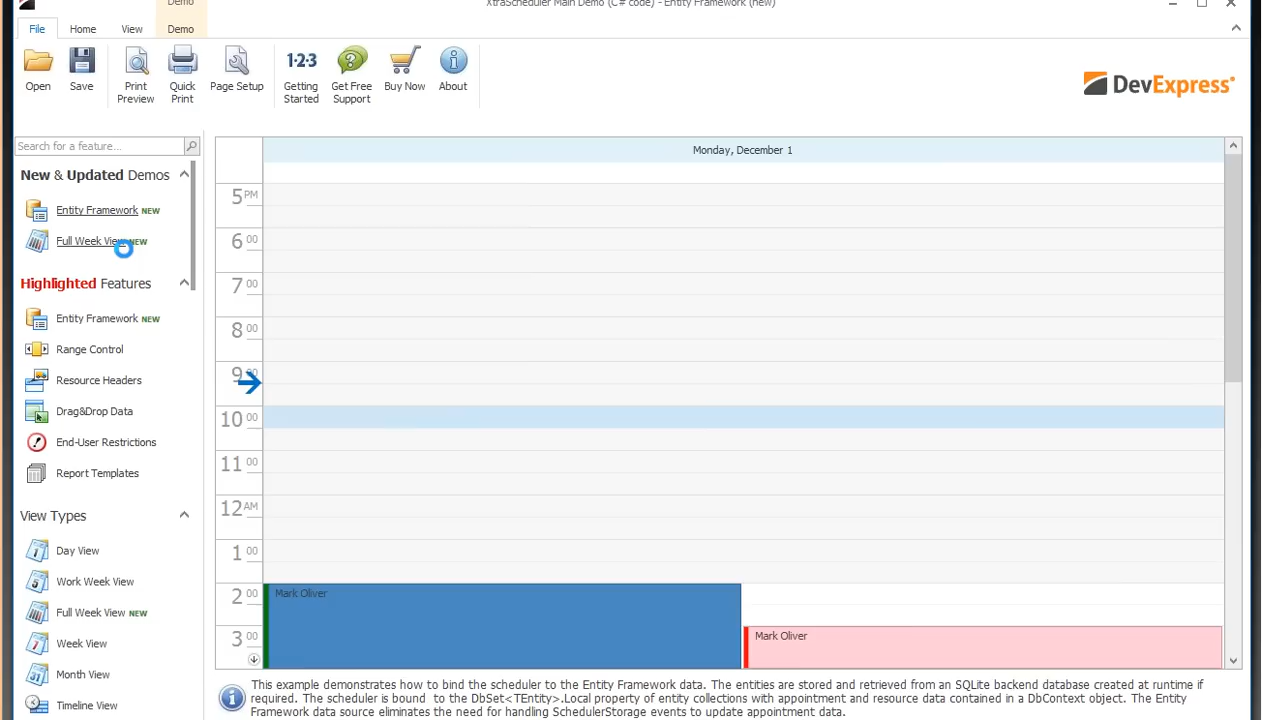 Demo
XtraScheduler Main Demo (C# code) - Entity Framework (new)
File
Home
View
Demo
Open
Save
Print
Preview
Quick
Print
Page Setup
1·2·3
Getting
Started
Get Free
Support
Buy Now
About
DevExpress
Search for a feature...
New & Updated Demos
Entity Framework NEW
Full Week View NEW
Highlighted Features
Entity Framework NEW
Range Control
Resource Headers
Drag&Drop Data
End-User Restrictions
Report Templates
View Types
Day View
Work Week View
Full Week View NEW
Week View
Month View
Timeline View
Monday, December 1
5 PM
6 00
7 00
8 00
9 00
10 00
11 00
12 AM
1 00
2 00
3 00
Mark Oliver
Mark Oliver
This example demonstrates how to bind the scheduler to the Entity Framework data. The entities are stored and retrieved from an SQLite backend database created at runtime if
required. The scheduler is bound to the DbSet<TEntity>.Local property of entity collections with appointment and resource data contained in a DbContext object. The Entity
Framework data source eliminates the need for handling SchedulerStorage events to update appointment data.